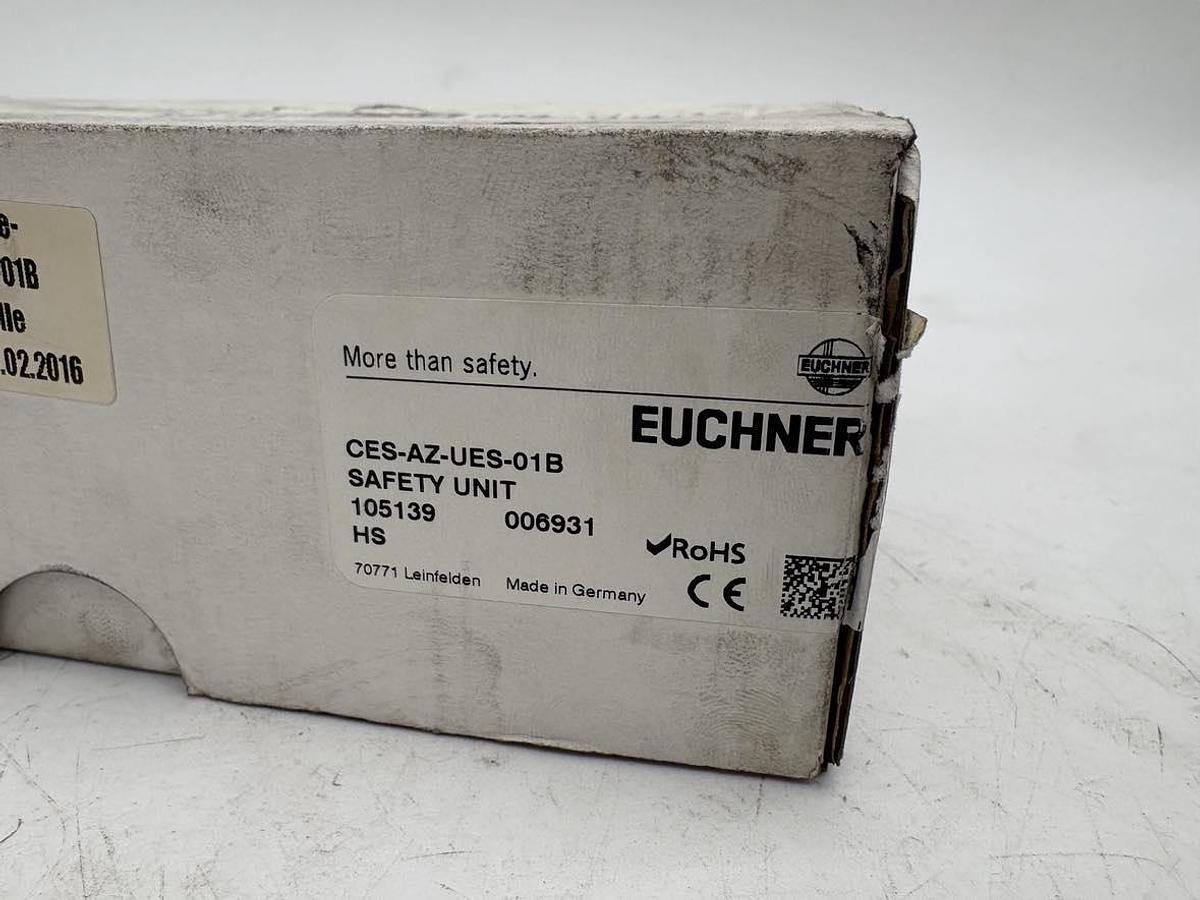 01B
.02.2016
More than safety.
EUCHNER
EUCHNER
CES-AZ-UES-01B
SAFETY UNIT
105139 006931
HS
RoHS
70771 Leinfelden Made in Germany
CE